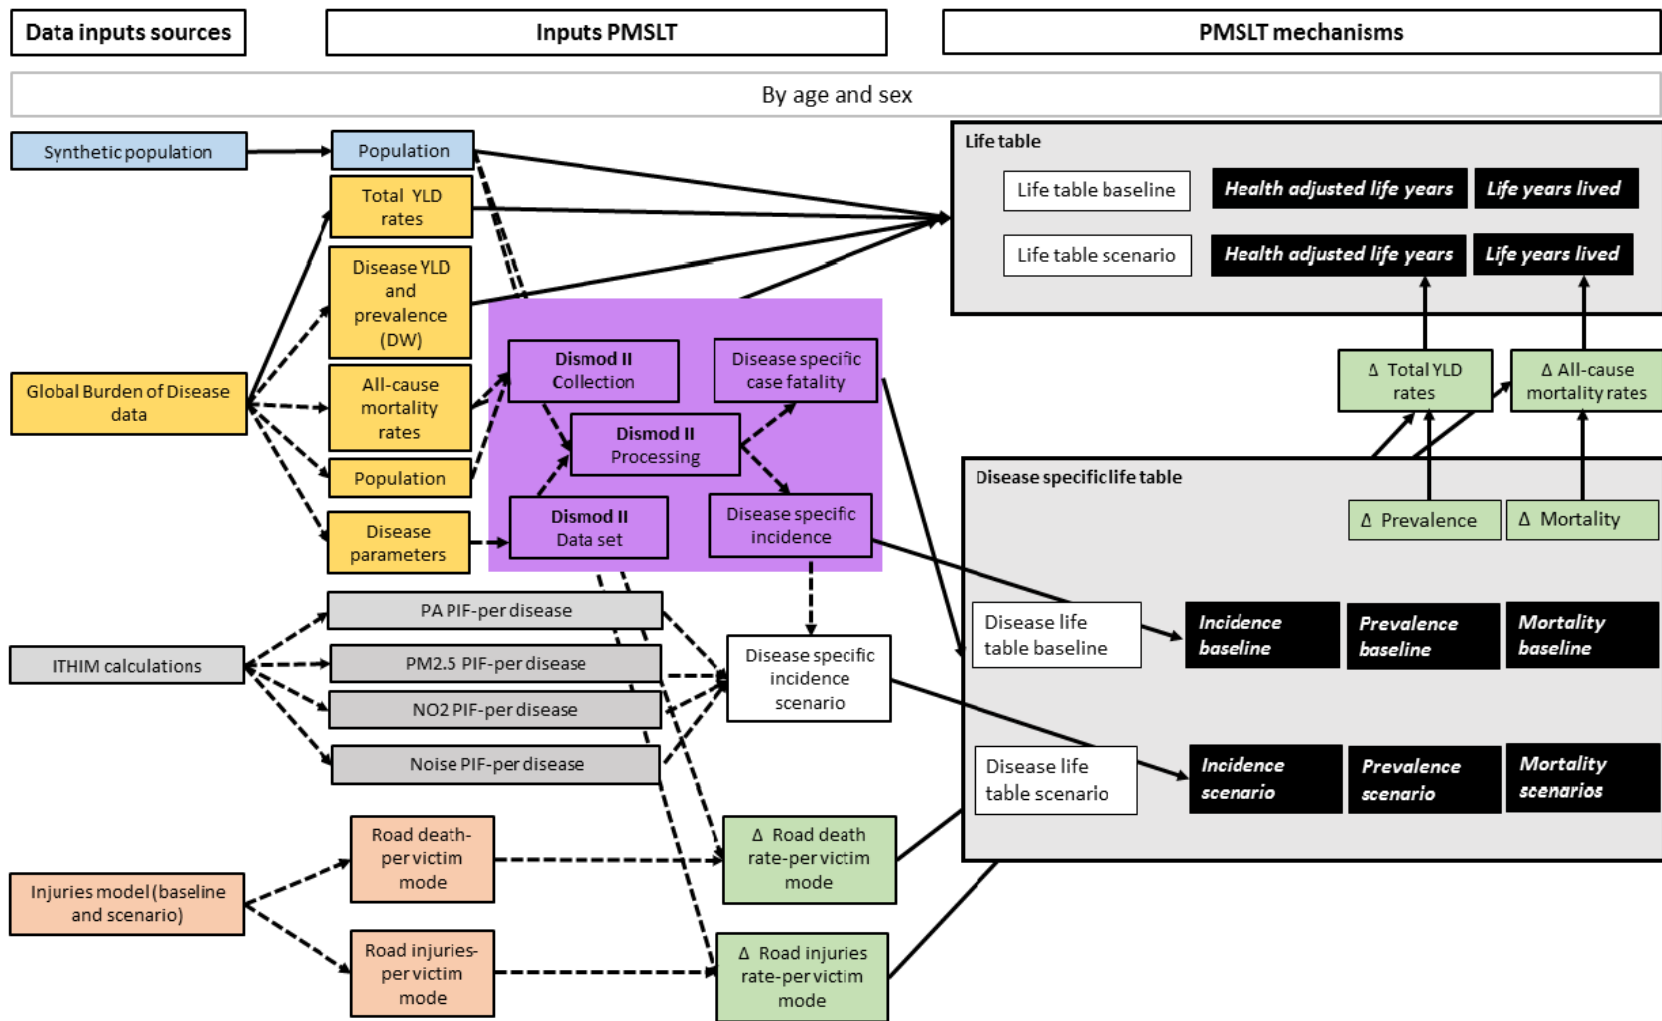 Data inputs sources
Inputs PMSLT
PMSLT mechanisms
By age and sex
Synthetic population
Population
Total YLD
rates
Disease YLD
and
prevalence
(DW)
Global Burden of Disease
data
All-cause
mortality
rates
Population
Disease
parameters
Dismod II
Collection
Disease specific
case fatality
Dismod II
Processing
Dismod II
Data set
Disease specific
incidence
ITHIM calculations
PA PIF-per disease
PM2.5 PIF-per disease
NO2 PIF-per disease
Noise PIF-per disease
Disease specific
incidence
scenario
Injuries model (baseline
and scenario)
Road death-
per victim
mode
Road injuries-
per victim
mode
Δ Road death
rate-per victim
mode
Δ Road injuries
rate-per victim
mode
Life table
Life table baseline
Health adjusted life years
Life years lived
Life table scenario
Health adjusted life years
Life years lived
Δ Total YLD
rates
Δ All-cause
mortality rates
Disease specific life table
Δ Prevalence
Δ Mortality
Disease life
table baseline
Incidence
baseline
Prevalence
baseline
Mortality
baseline
Disease life
table scenario
Incidence
scenario
Prevalence
scenario
Mortality
scenarios